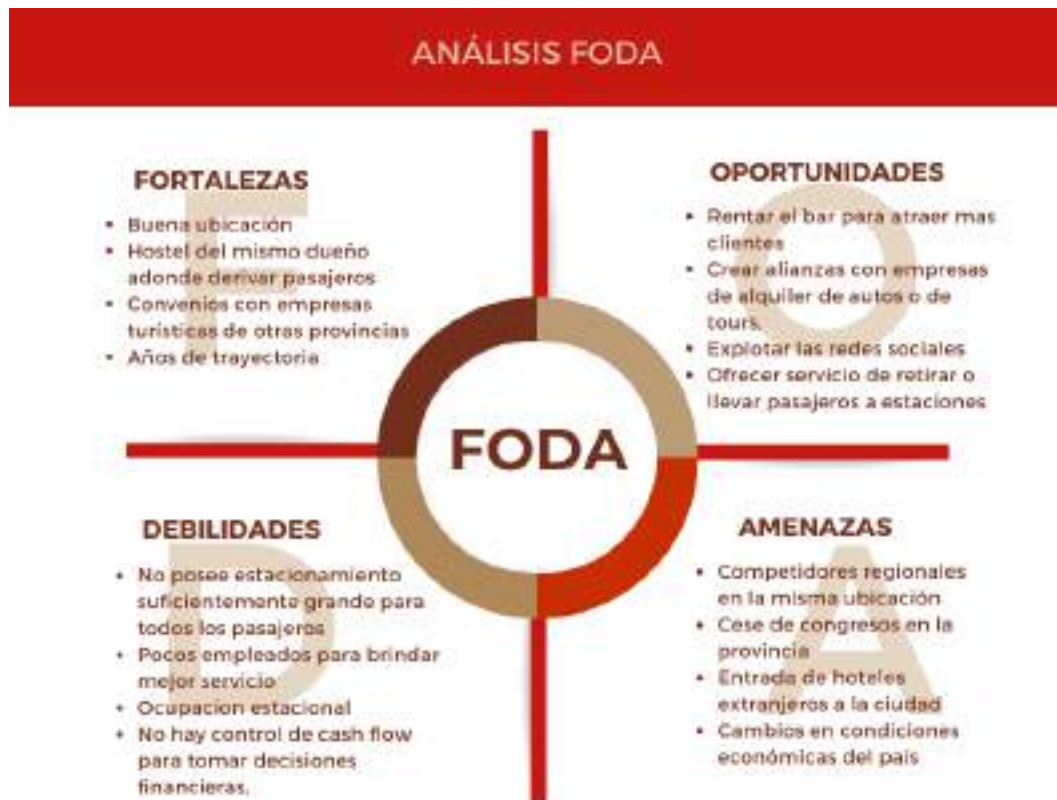 ANÁLISIS FODA
FORTALEZAS
• Buena ubicación
• Hostel del mismo dueño
adonde derivar pasajeros
• Convenios con empresas
turísticas de otras provincias
• Años de trayectoria
OPORTUNIDADES
• Rentar el bar para atraer mas
clientes
• Crear alianzas con empresas
de alquiler de autos o de
tours.
• Explotar las redes sociales
• Ofrecer servicio de retirar o
llevar pasajeros a estaciones
FODA
DEBILIDADES
• No posee estacionamiento
suficientemente grande para
todos los pasajeros
• Pocos empleados para brindar
mejor servicio
• Ocupacion estacional
• No hay control de cash flow
para tomar decisiones
financieras.
AMENAZAS
• Competidores regionales
en la misma ubicación
• Cese de congresos en la
provincia
• Entrada de hoteles
extranjeros a la ciudad
• Cambios en condiciones
económicas del país
F
O
D
A